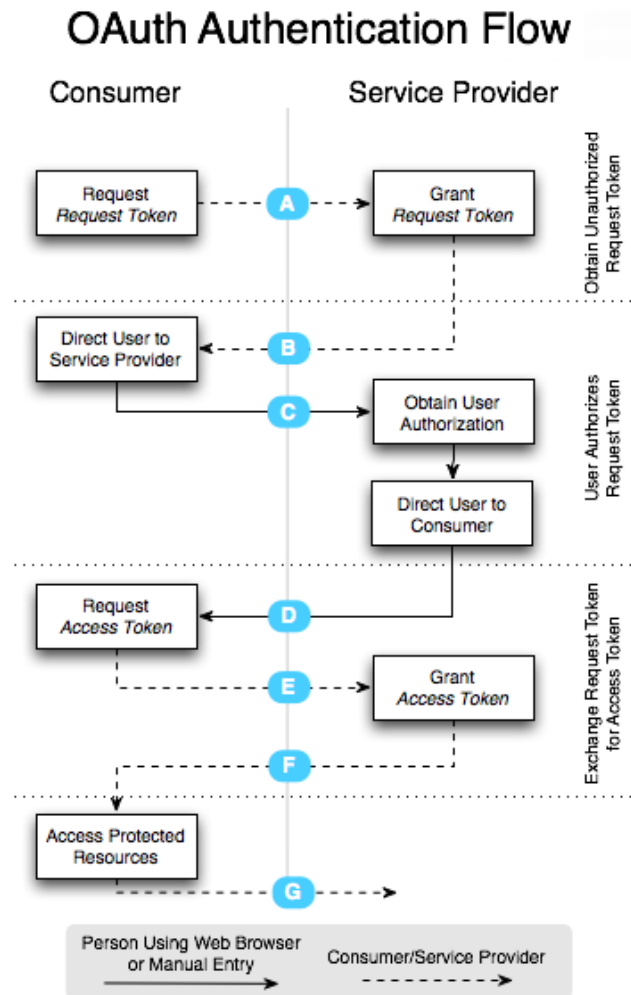 OAuth Authentication Flow
Consumer
Service Provider
Request
Request Token
A
Grant
Request Token
Obtain Unauthorized
Request Token
Direct User to
Service Provider
B
C
Obtain User
Authorization
Direct User to
Consumer
User Authorizes
Request Token
Request
Access Token
D
E
Grant
Access Token
F
Exchange Request Token
for Access Token
Access Protected
Resources
G
Person Using Web Browser
or Manual Entry
Consumer/Service Provider